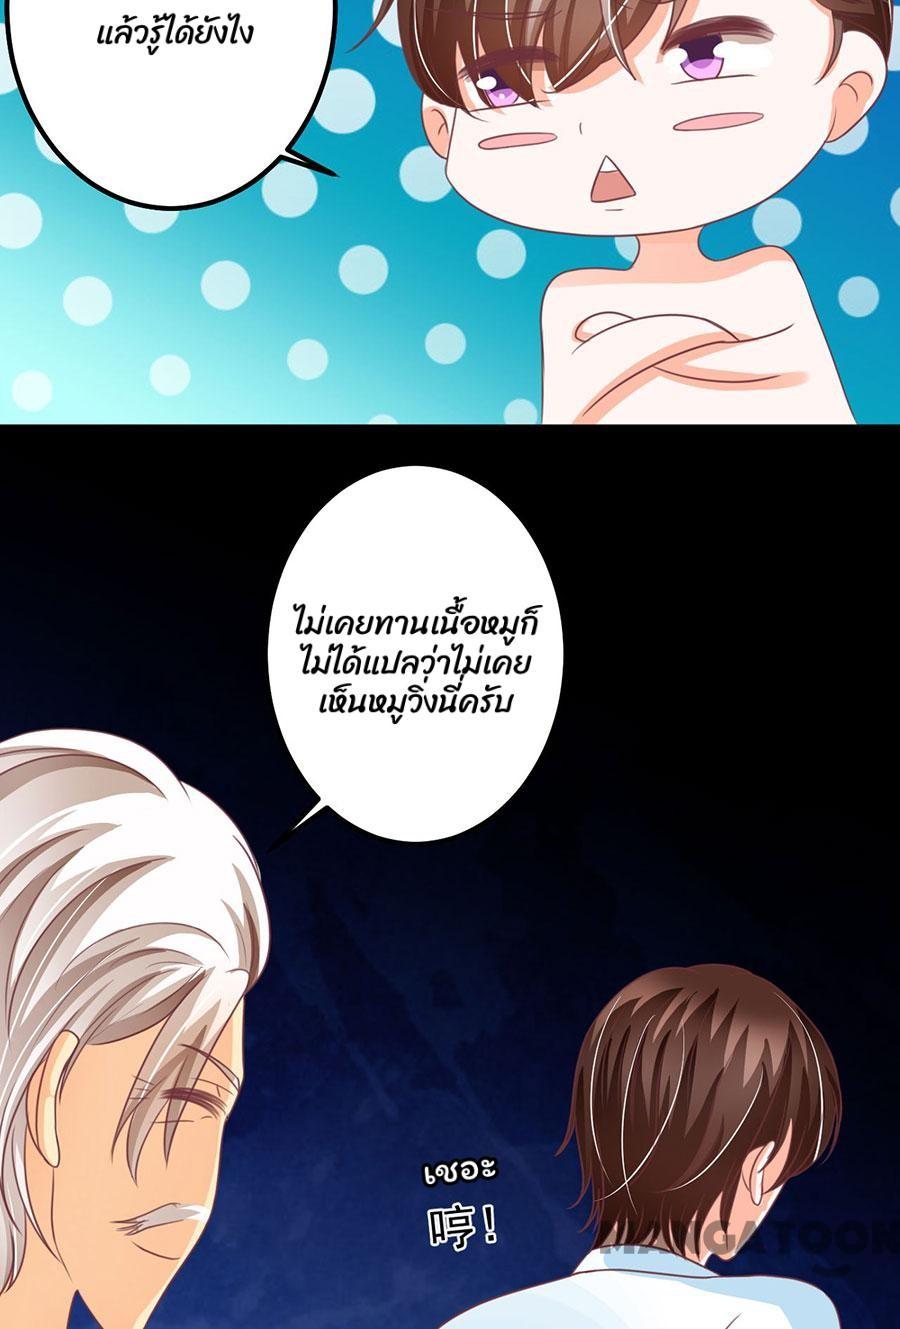 แล้วรู้ได้ยังไง
ไม่เคยทานเนื้อหมูก็
ไม่ได้แปลว่าไม่เคย
เห็นหมูวิ่งนี่ครับ
เชอะ
哼!
MANGATOON